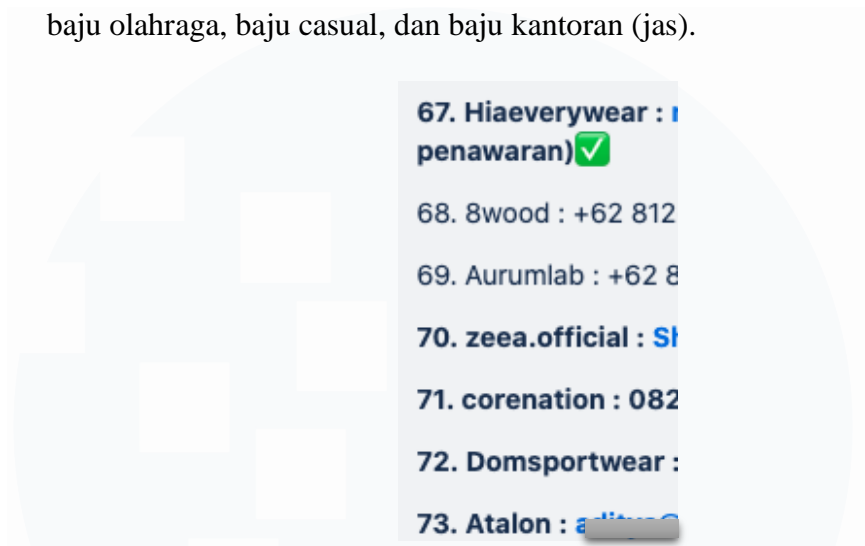 baju olahraga, baju casual, dan baju kantoran (jas).
67. Hiaeverywear :
penawaran)✅
68. 8wood : +62 812
69. Aurumlab : +62 8
70. zeea.official : Sh
71. corenation : 082
72. Domsportwear :
73. Atalon :